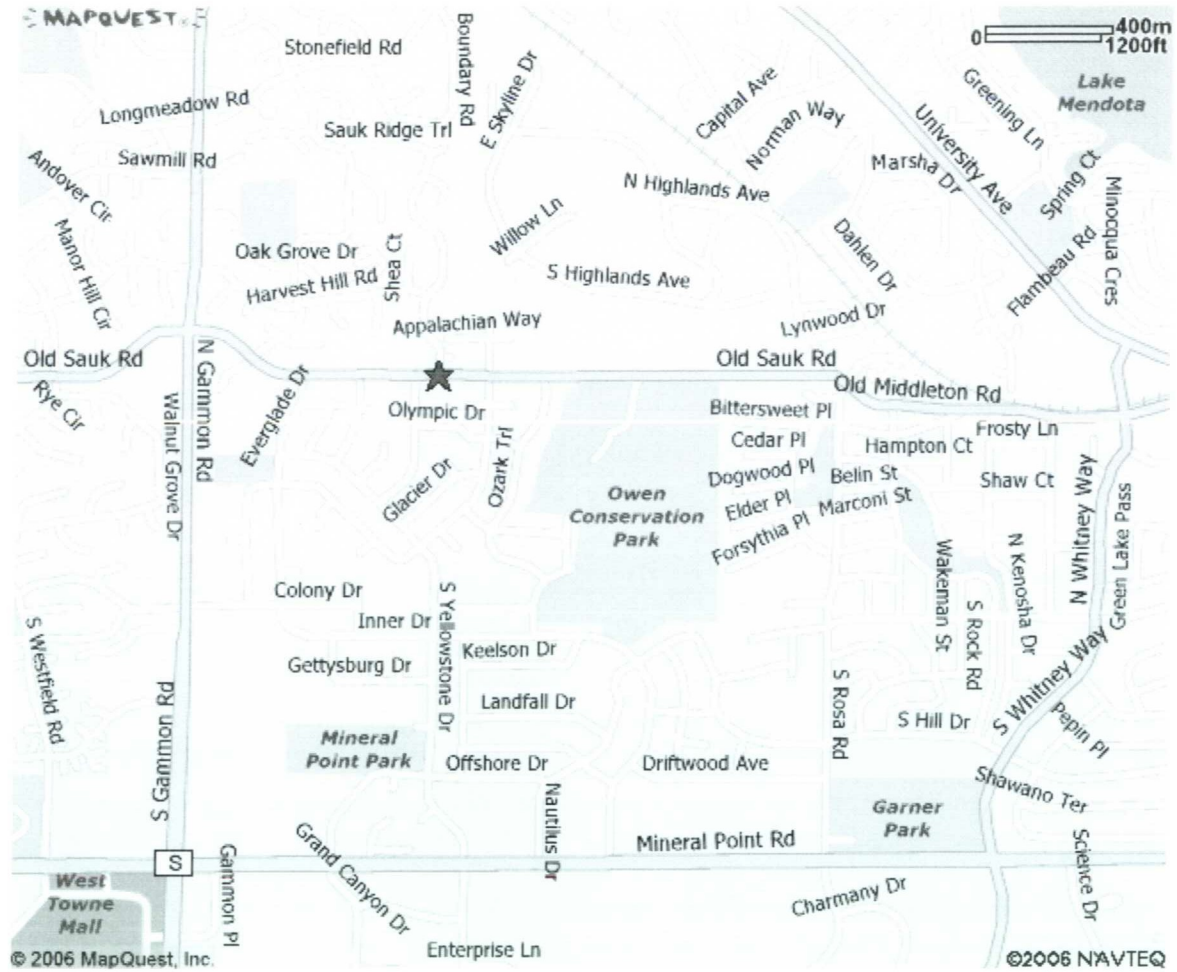 MAPQUEST
400m
0
1200ft
Stonefield Rd
Boundary Rd
E Skyline Dr
Capital Ave
Norman Way
Greening Ln
Lake
Mendota
Longmeadow Rd
Sauk Ridge Trl
University Ave
Sawmill Rd
Andover Cir
N Highlands Ave
Marsha Dr
Spring Ct
Minocqua Cres
Manor Hill Cir
Oak Grove Dr
Shea Ct
Willow Ln
Dahlen Dr
Flambeau Rd
Harvest Hill Rd
S Highlands Ave
Appalachian Way
Lynwood Dr
Old Sauk Rd
N Gammon Rd
Old Sauk Rd
Old Middleton Rd
Rye Cir
Walnut Grove Dr
Everglade Dr
Olympic Dr
Bittersweet Pl
Frosty Ln
Cedar Pl
Hampton Ct
Glacier Dr
Ozark Trl
Dogwood Pl
Belin St
Shaw Ct
N Whitney Way
Green Lake Pass
Owen
Conservation
Park
Elder Pl
Marconi St
Forsythia Pl
Wakeman St
N Kenosha Dr
Colony Dr
S Yellowstone Dr
S Rock Rd
Inner Dr
S Westfield Rd
Keelson Dr
Gettysburg Dr
S Whitney Way
Landfall Dr
S Rosa Rd
S Gammon Rd
S Hill Dr
Pepin Pl
Mineral
Point Park
Offshore Dr
Driftwood Ave
Shawano Ter
Nautilus Dr
Garner
Park
Grand Canyon Dr
Mineral Point Rd
Science Dr
S
Gammon Pl
West
Towne
Mall
Charmany Dr
Enterprise Ln
© 2006 MapQuest, Inc.
©2006 NAVTEQ